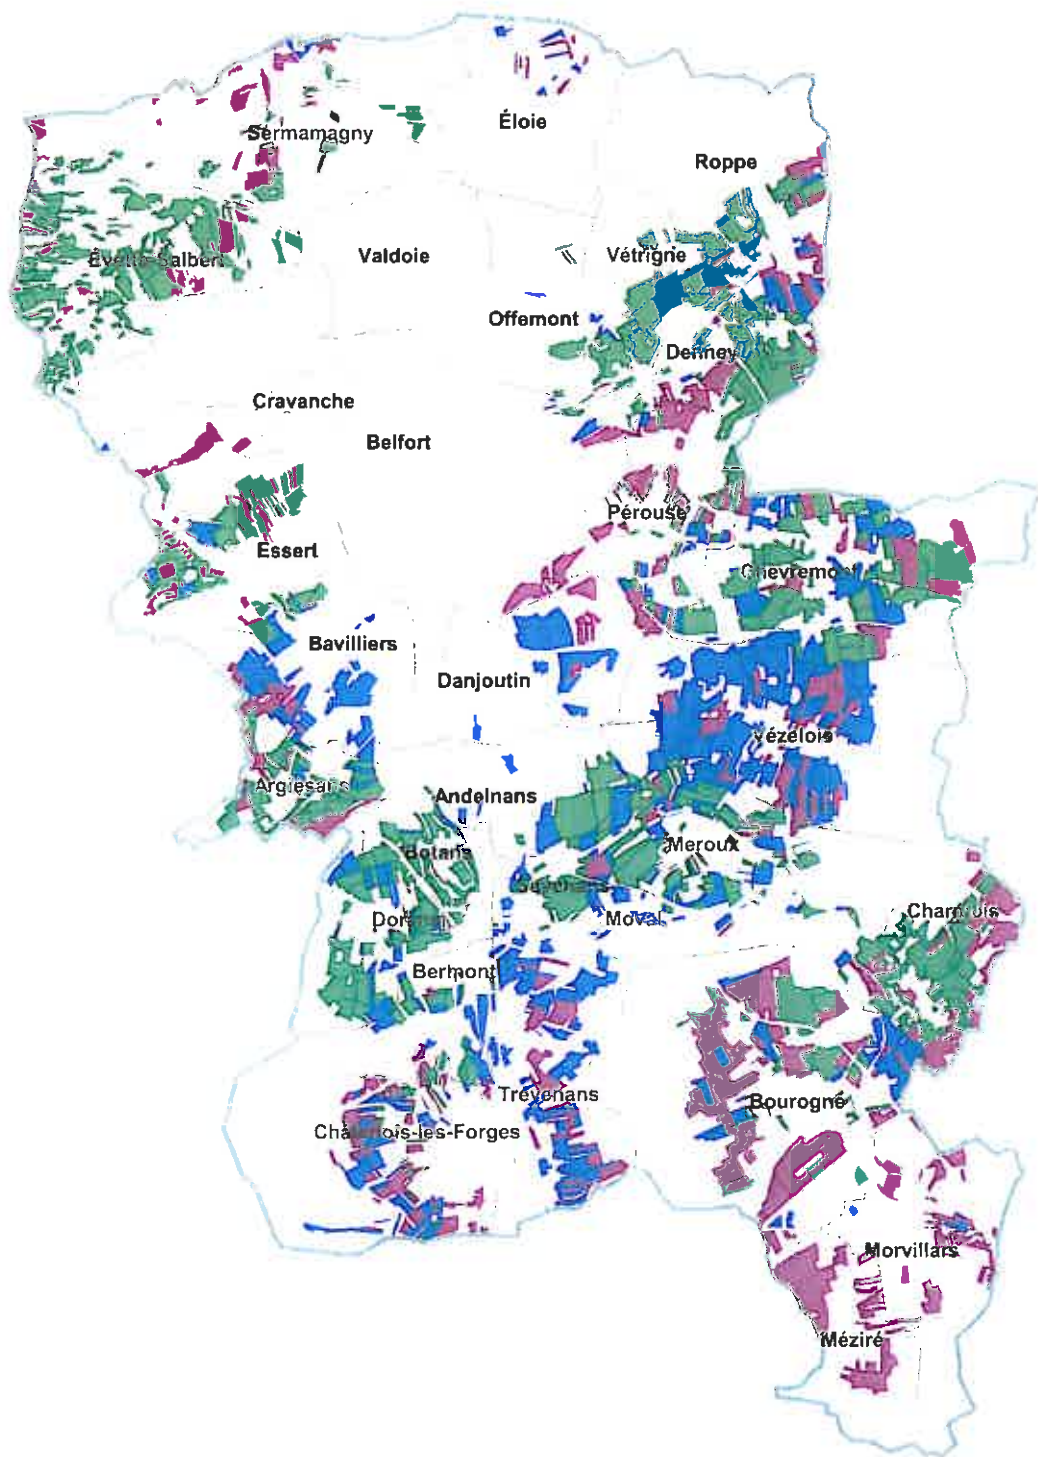 Éloie
Sermamagny
Roppe
Évette-Salbert
Valdoie
Vétrigne
Offemont
Denney
Cravanche
Belfort
Pérouse
Essert
Chèvremont
Bavilliers
Danjoutin
Vézelois
Argiésans
Andelnans
Botans
Meroux
Sevenans
Dorans
Moval
Charmois
Bermont
Trévenans
Bourogne
Châtenois-les-Forges
Morvillars
Méziré